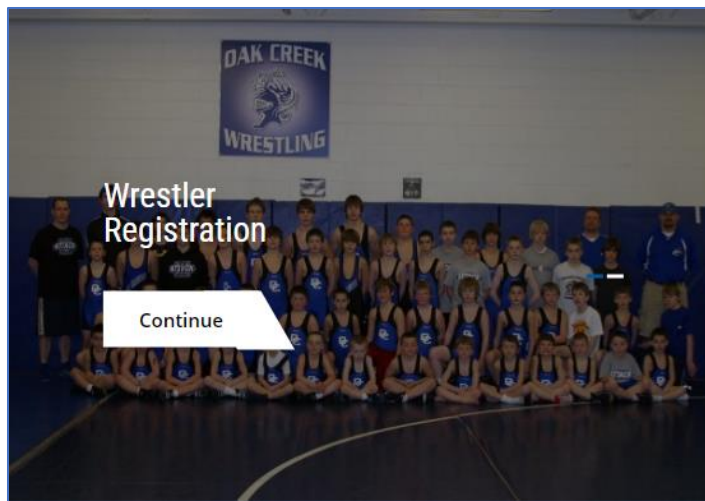 OAK CREEK
WRESTLING
Wrestler
Registration
Continue